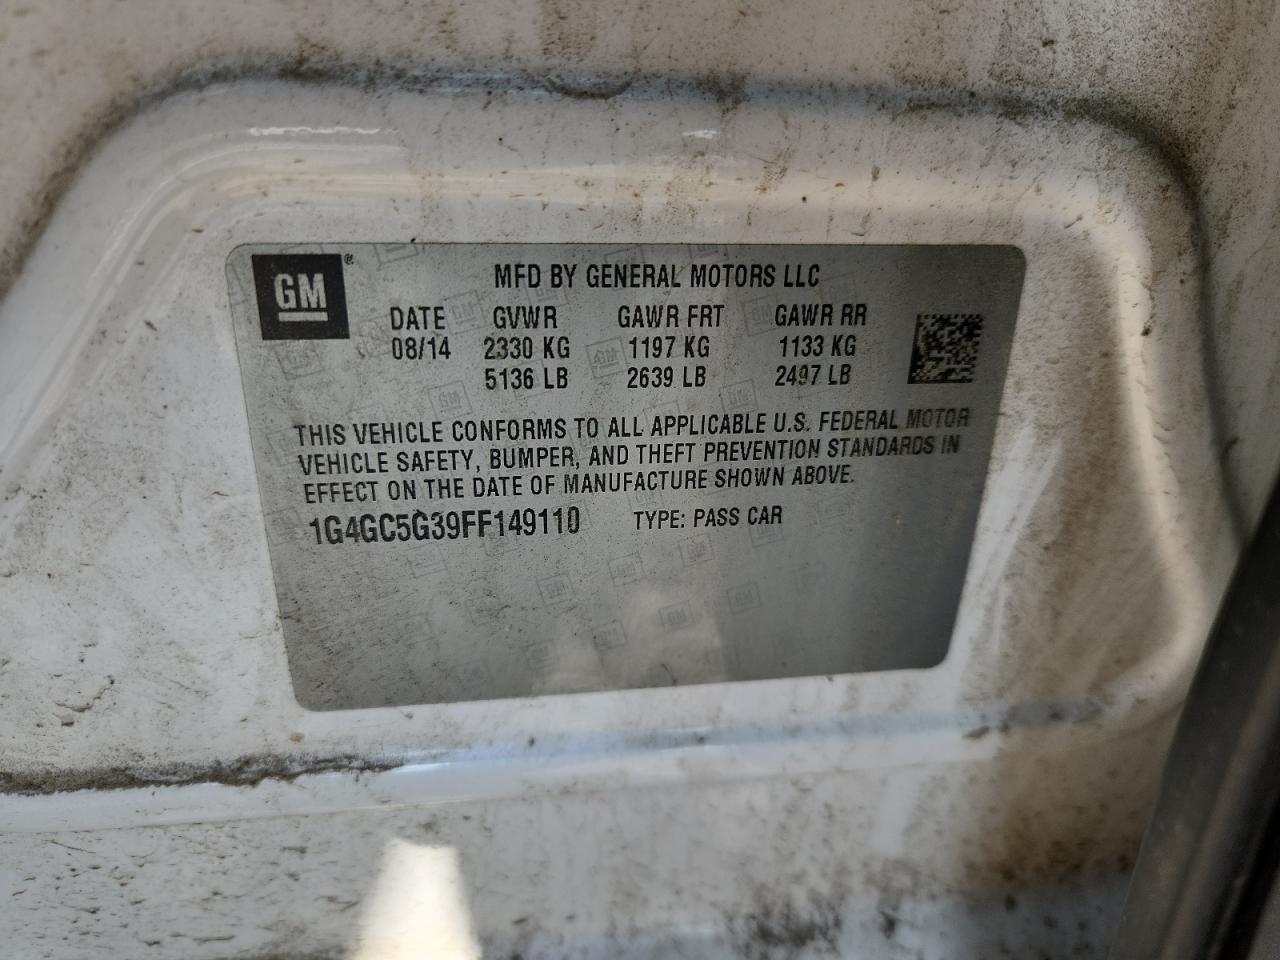 GM®
MFD BY GENERAL MOTORS LLC
DATE GVWR GAWR FRT GAWR RR
08/14 2330 KG 1197 KG 1133 KG
5136 LB 2639 LB 2497 LB
THIS VEHICLE CONFORMS TO ALL APPLICABLE U.S. FEDERAL MOTOR
VEHICLE SAFETY, BUMPER, AND THEFT PREVENTION STANDARDS IN
EFFECT ON THE DATE OF MANUFACTURE SHOWN ABOVE.
1G4GC5G39FF149110 TYPE: PASS CAR